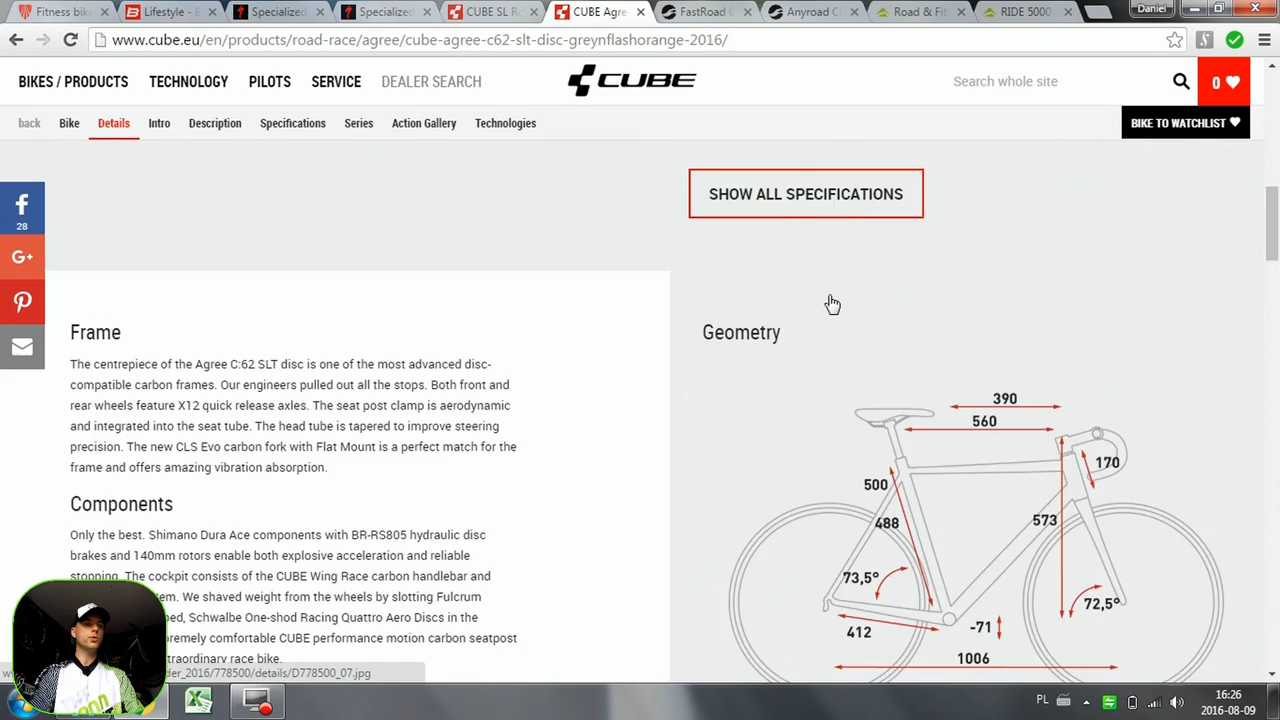 Fitness bike
Lifestyle - B
Specialized
Specialized
CUBE SL R
CUBE Agre
FastRoad C
Anyroad C
Road & Fit
RIDE 5000
Daniel
www.cube.eu/en/products/road-race/agree/cube-agree-c62-slt-disc-greynflashorange-2016/
BIKES / PRODUCTS
TECHNOLOGY
PILOTS
SERVICE
DEALER SEARCH
CUBE
Search whole site
0
back
Bike
Details
Intro
Description
Specifications
Series
Action Gallery
Technologies
BIKE TO WATCHLIST
SHOW ALL SPECIFICATIONS
f
28
G+
Frame
The centrepiece of the Agree C:62 SLT disc is one of the most advanced disc-
compatible carbon frames. Our engineers pulled out all the stops. Both front and
rear wheels feature X12 quick release axles. The seat post clamp is aerodynamic
and integrated into the seat tube. The head tube is tapered to improve steering
precision. The new CLS Evo carbon fork with Flat Mount is a perfect match for the
frame and offers amazing vibration absorption.
Components
Only the best. Shimano Dura Ace components with BR-RS805 hydraulic disc
brakes and 140mm rotors enable both explosive acceleration and reliable
stopping. The cockpit consists of the CUBE Wing Race carbon handlebar and
em. We shaved weight from the wheels by slotting Fulcrum
ped, Schwalbe One-shod Racing Quattro Aero Discs in the
xtremely comfortable CUBE performance motion carbon seatpost
traordinary race bike.
Geometry
390
560
170
500
488
573
73,5°
72,5°
412
-71
1006
der_2016/778500/details/D778500_07.jpg
PL
16:26
2016-08-09